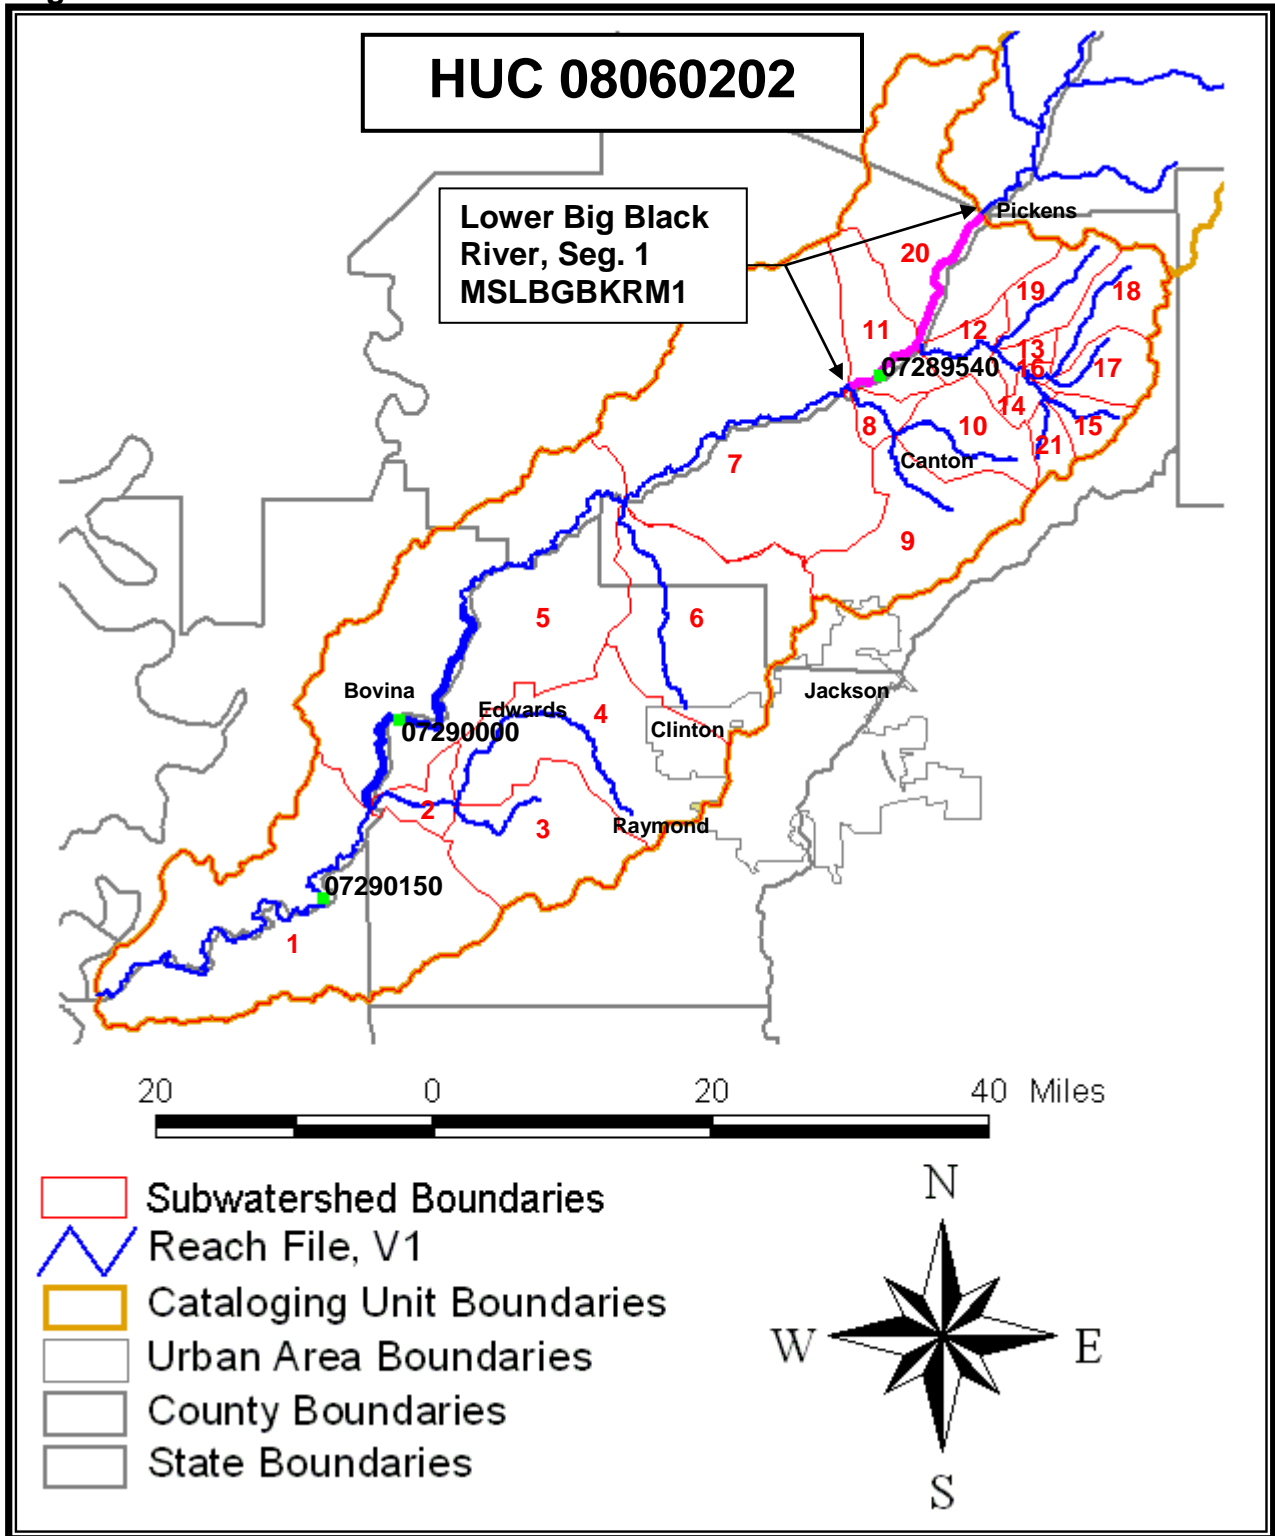 HUC 08060202
Lower Big Black
River, Seg. 1
MSLBGBKRM1
Pickens
20
19
18
11
12
13
07289540
16
17
14
8
10
15
7
Canton
21
9
5
6
Bovina
Jackson
Edwards
4
07290000
Clinton
2
3
Raymond
07290150
1
20 0 20 40 Miles
Subwatershed Boundaries
Reach File, V1
Cataloging Unit Boundaries
Urban Area Boundaries
County Boundaries
State Boundaries
N
W E
S